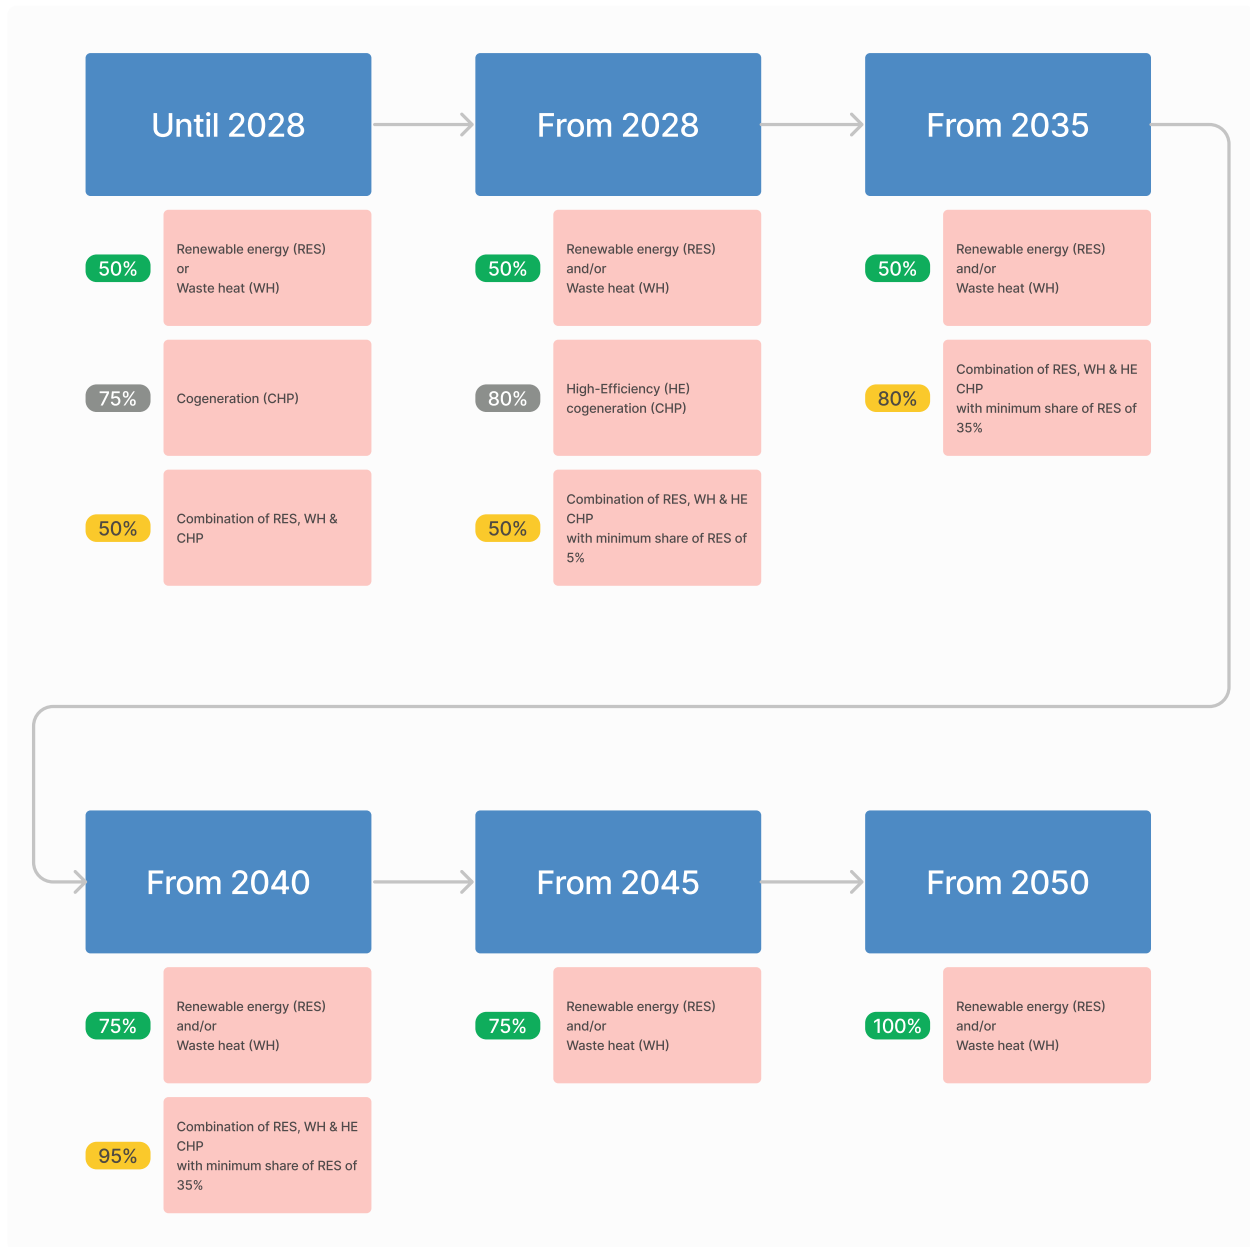 Until 2028
From 2028
From 2035
50%
Renewable energy (RES)
or
Waste heat (WH)
50%
Renewable energy (RES)
and/or
Waste heat (WH)
50%
Renewable energy (RES)
and/or
Waste heat (WH)
75%
Cogeneration (CHP)
80%
High-Efficiency (HE)
cogeneration (CHP)
80%
Combination of RES, WH & HE
CHP
with minimum share of RES of
35%
50%
Combination of RES, WH &
CHP
50%
Combination of RES, WH & HE
CHP
with minimum share of RES of
5%
From 2040
From 2045
From 2050
75%
Renewable energy (RES)
and/or
Waste heat (WH)
75%
Renewable energy (RES)
and/or
Waste heat (WH)
100%
Renewable energy (RES)
and/or
Waste heat (WH)
95%
Combination of RES, WH & HE
CHP
with minimum share of RES of
35%